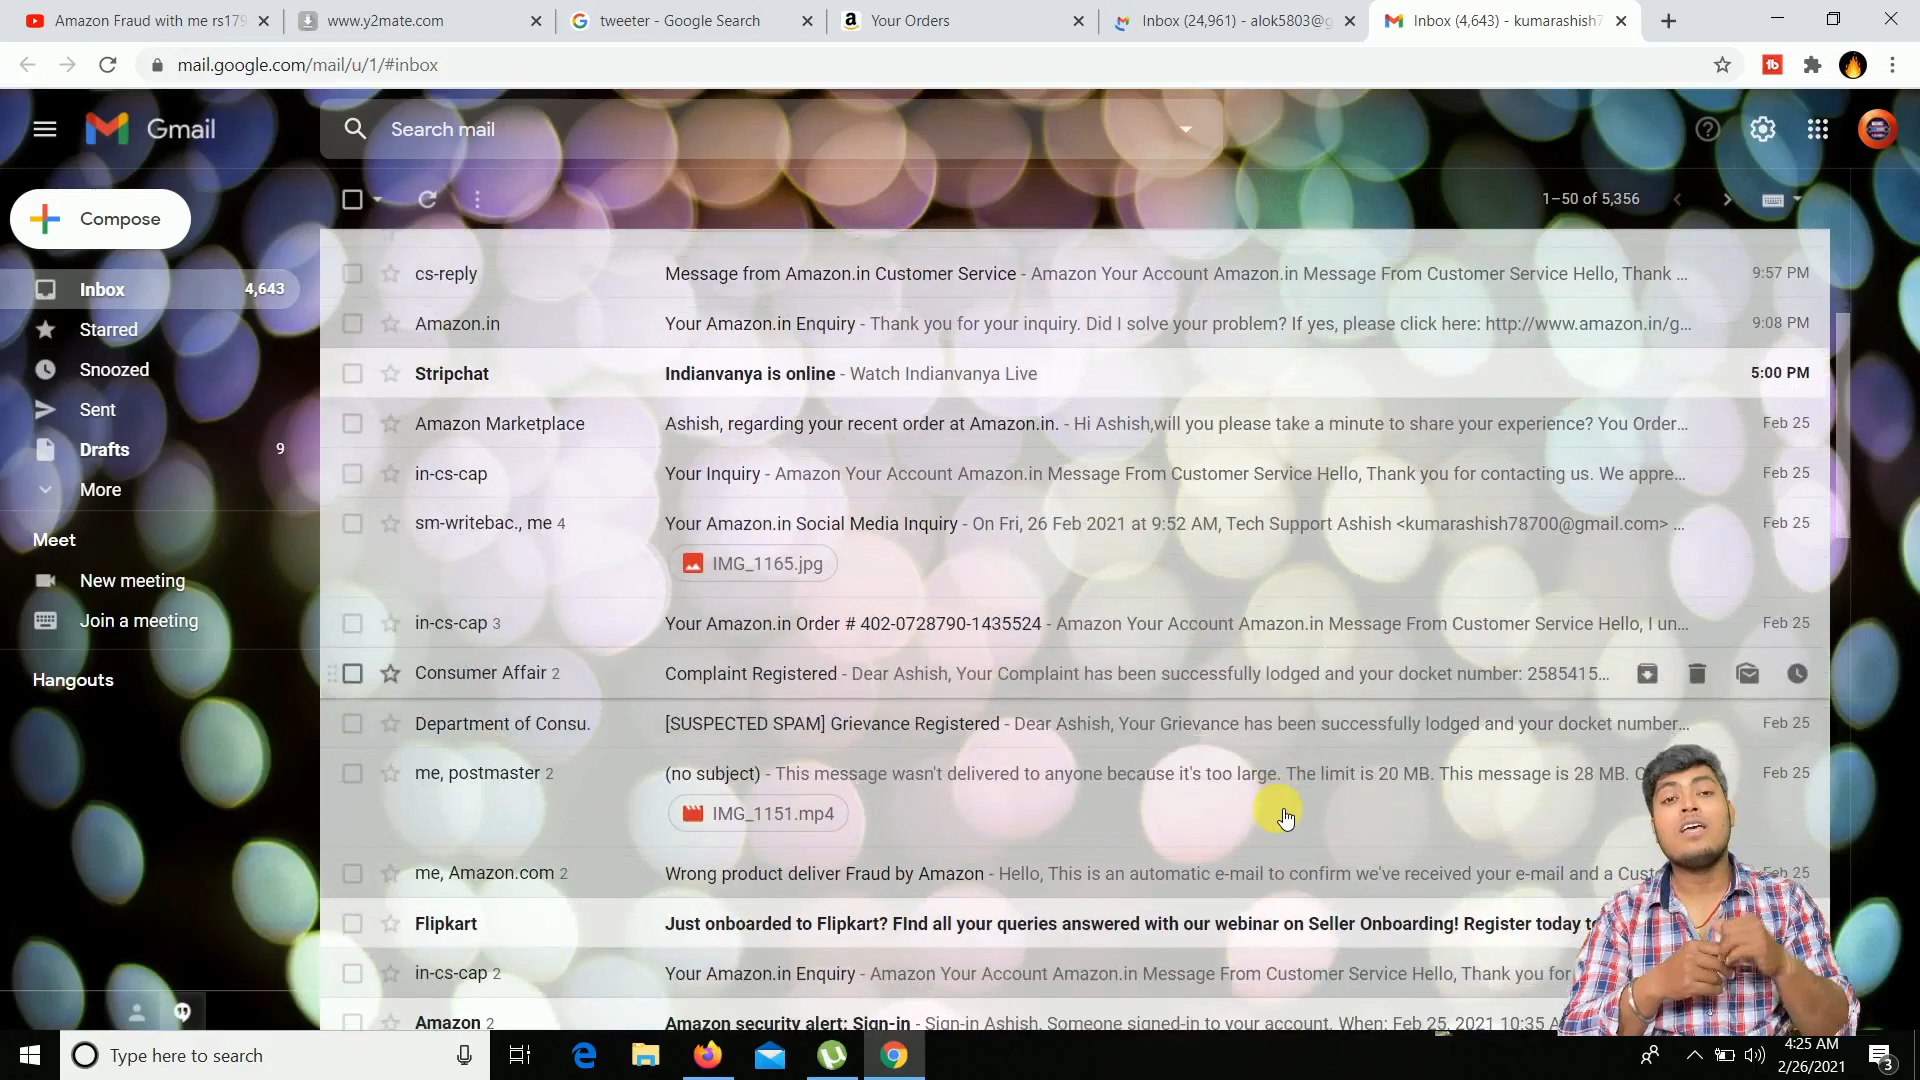 Amazon Fraud with me rs179
www.y2mate.com
tweeter - Google Search
Your Orders
Inbox (24,961) - alok5803@g
Inbox (4,643) - kumarashish7
mail.google.com/mail/u/1/#inbox
Gmail
Search mail
Compose
1–50 of 5,356
Inbox 4,643
Starred
Snoozed
Sent
Drafts 9
More
Meet
New meeting
Join a meeting
Hangouts
cs-reply Message from Amazon.in Customer Service - Amazon Your Account Amazon.in Message From Customer Service Hello, Thank ... 9:57 PM
Amazon.in Your Amazon.in Enquiry - Thank you for your inquiry. Did I solve your problem? If yes, please click here: http://www.amazon.in/g... 9:08 PM
Stripchat Indianvanya is online - Watch Indianvanya Live 5:00 PM
Amazon Marketplace Ashish, regarding your recent order at Amazon.in. - Hi Ashish,will you please take a minute to share your experience? You Order... Feb 25
in-cs-cap Your Inquiry - Amazon Your Account Amazon.in Message From Customer Service Hello, Thank you for contacting us. We appre... Feb 25
sm-writebac., me 4 Your Amazon.in Social Media Inquiry - On Fri, 26 Feb 2021 at 9:52 AM, Tech Support Ashish <kumarashish78700@gmail.com> ... Feb 25
IMG_1165.jpg
in-cs-cap 3 Your Amazon.in Order # 402-0728790-1435524 - Amazon Your Account Amazon.in Message From Customer Service Hello, I un... Feb 25
Consumer Affair 2 Complaint Registered - Dear Ashish, Your Complaint has been successfully lodged and your docket number: 2585415...
Department of Consu. [SUSPECTED SPAM] Grievance Registered - Dear Ashish, Your Grievance has been successfully lodged and your docket number... Feb 25
me, postmaster 2 (no subject) - This message wasn't delivered to anyone because it's too large. The limit is 20 MB. This message is 28 MB. Feb 25
IMG_1151.mp4
me, Amazon.com 2 Wrong product deliver Fraud by Amazon - Hello, This is an automatic e-mail to confirm we've received your e-mail and a Cust Feb 25
Flipkart Just onboarded to Flipkart? FInd all your queries answered with our webinar on Seller Onboarding! Register today
in-cs-cap 2 Your Amazon.in Enquiry - Amazon Your Account Amazon.in Message From Customer Service Hello, Thank you for
Amazon 2 Amazon security alert: Sign-in - Sign-in Ashish, Someone signed-in to your account. When: Feb 25, 2021 10:35 A
Type here to search
4:25 AM
2/26/2021
3